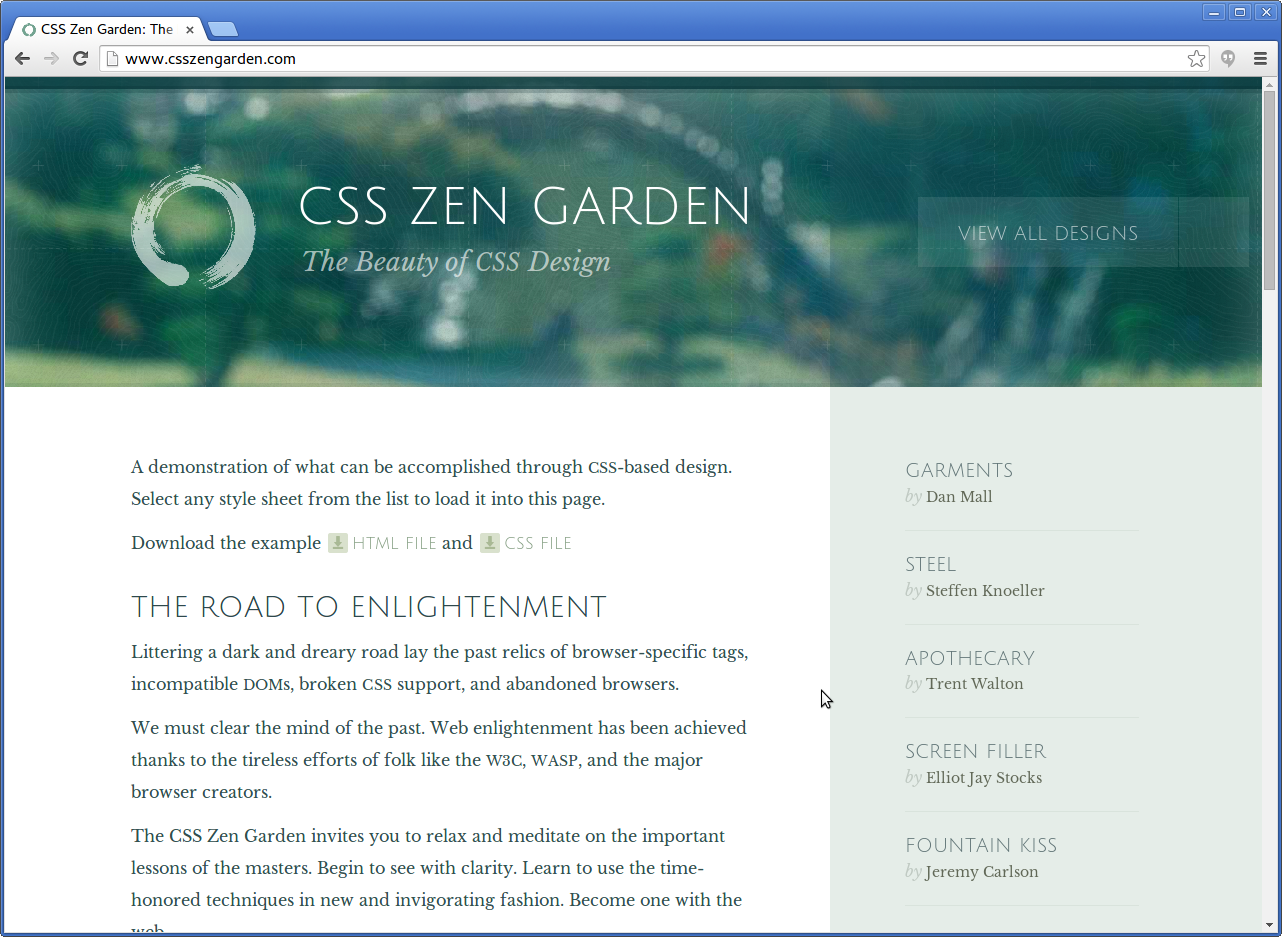 CSS Zen Garden: The
www.csszengarden.com
CSS ZEN GARDEN
The Beauty of CSS Design
VIEW ALL DESIGNS
A demonstration of what can be accomplished through CSS-based design.
Select any style sheet from the list to load it into this page.
Download the example HTML FILE and CSS FILE
THE ROAD TO ENLIGHTENMENT
Littering a dark and dreary road lay the past relics of browser-specific tags,
incompatible DOMs, broken CSS support, and abandoned browsers.
We must clear the mind of the past. Web enlightenment has been achieved
thanks to the tireless efforts of folk like the W3C, WASP, and the major
browser creators.
The CSS Zen Garden invites you to relax and meditate on the important
lessons of the masters. Begin to see with clarity. Learn to use the time-
honored techniques in new and invigorating fashion. Become one with the
web.
GARMENTS
by Dan Mall
STEEL
by Steffen Knoeller
APOTHECARY
by Trent Walton
SCREEN FILLER
by Elliot Jay Stocks
FOUNTAIN KISS
by Jeremy Carlson